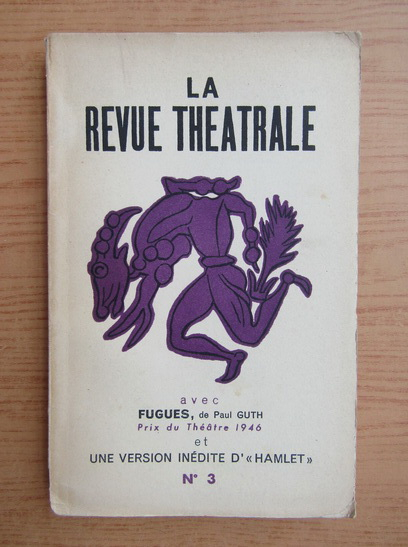 LA
REVUE THEATRALE
avec
FUGUES, de Paul GUTH
Prix du Théâtre 1946
et
UNE VERSION INÉDITE D'«HAMLET»
N° 3